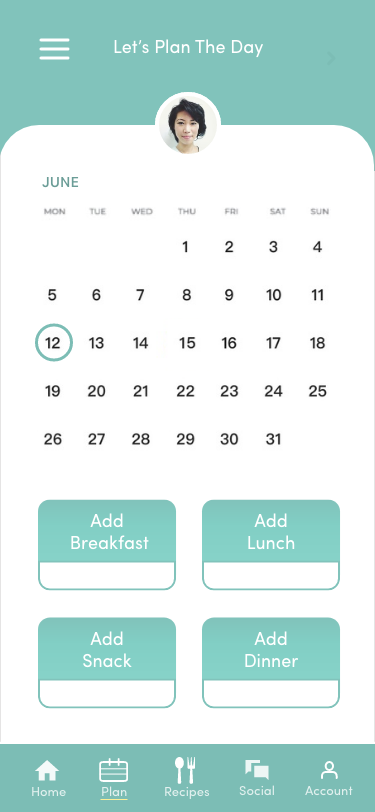 Let's Plan The Day
JUNE
MON TUE WED THU FRI SAT SUN
1 2 3 4
5 6 7 8 9 10 11
12 13 14 15 16 17 18
19 20 21 22 23 24 25
26 27 28 29 30 31
Add
Breakfast
Add
Lunch
Add
Snack
Add
Dinner
Home Plan Recipes Social Account